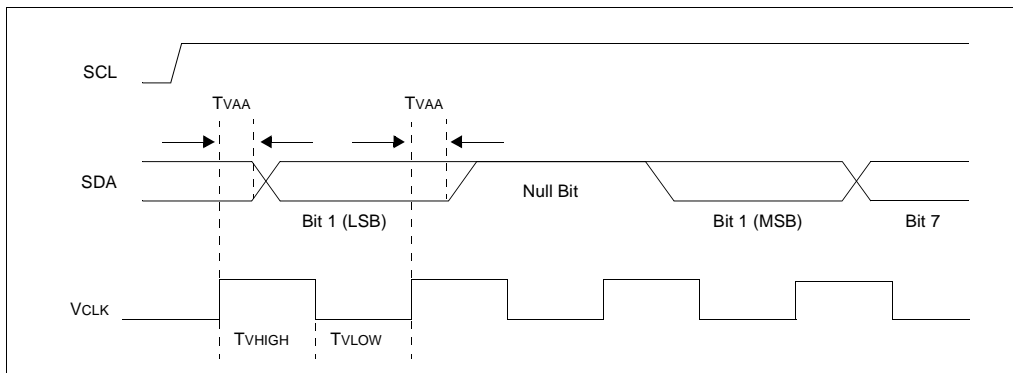 SCL
TVAA TVAA
SDA
Null Bit
Bit 1 (LSB) Bit 1 (MSB) Bit 7
VCLK
TVHIGH TVLOW